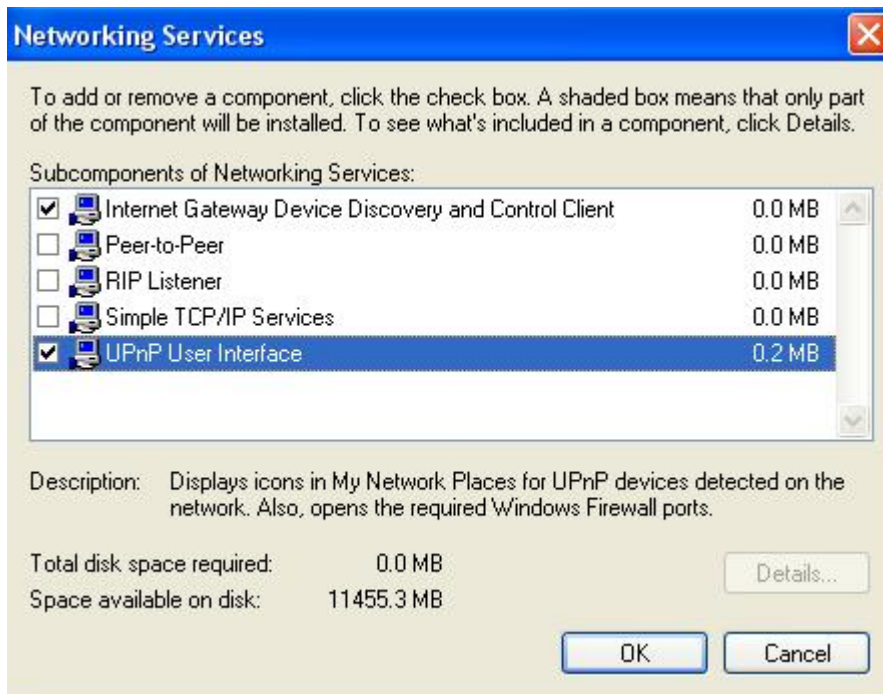 Networking Services
To add or remove a component, click the check box. A shaded box means that only part
of the component will be installed. To see what's included in a component, click Details.
Subcomponents of Networking Services:
Internet Gateway Device Discovery and Control Client 0.0 MB
Peer-to-Peer 0.0 MB
RIP Listener 0.0 MB
Simple TCP/IP Services 0.0 MB
UPnP User Interface 0.2 MB
Description: Displays icons in My Network Places for UPnP devices detected on the
network. Also, opens the required Windows Firewall ports.
Total disk space required: 0.0 MB
Space available on disk: 11455.3 MB
Details...
OK Cancel